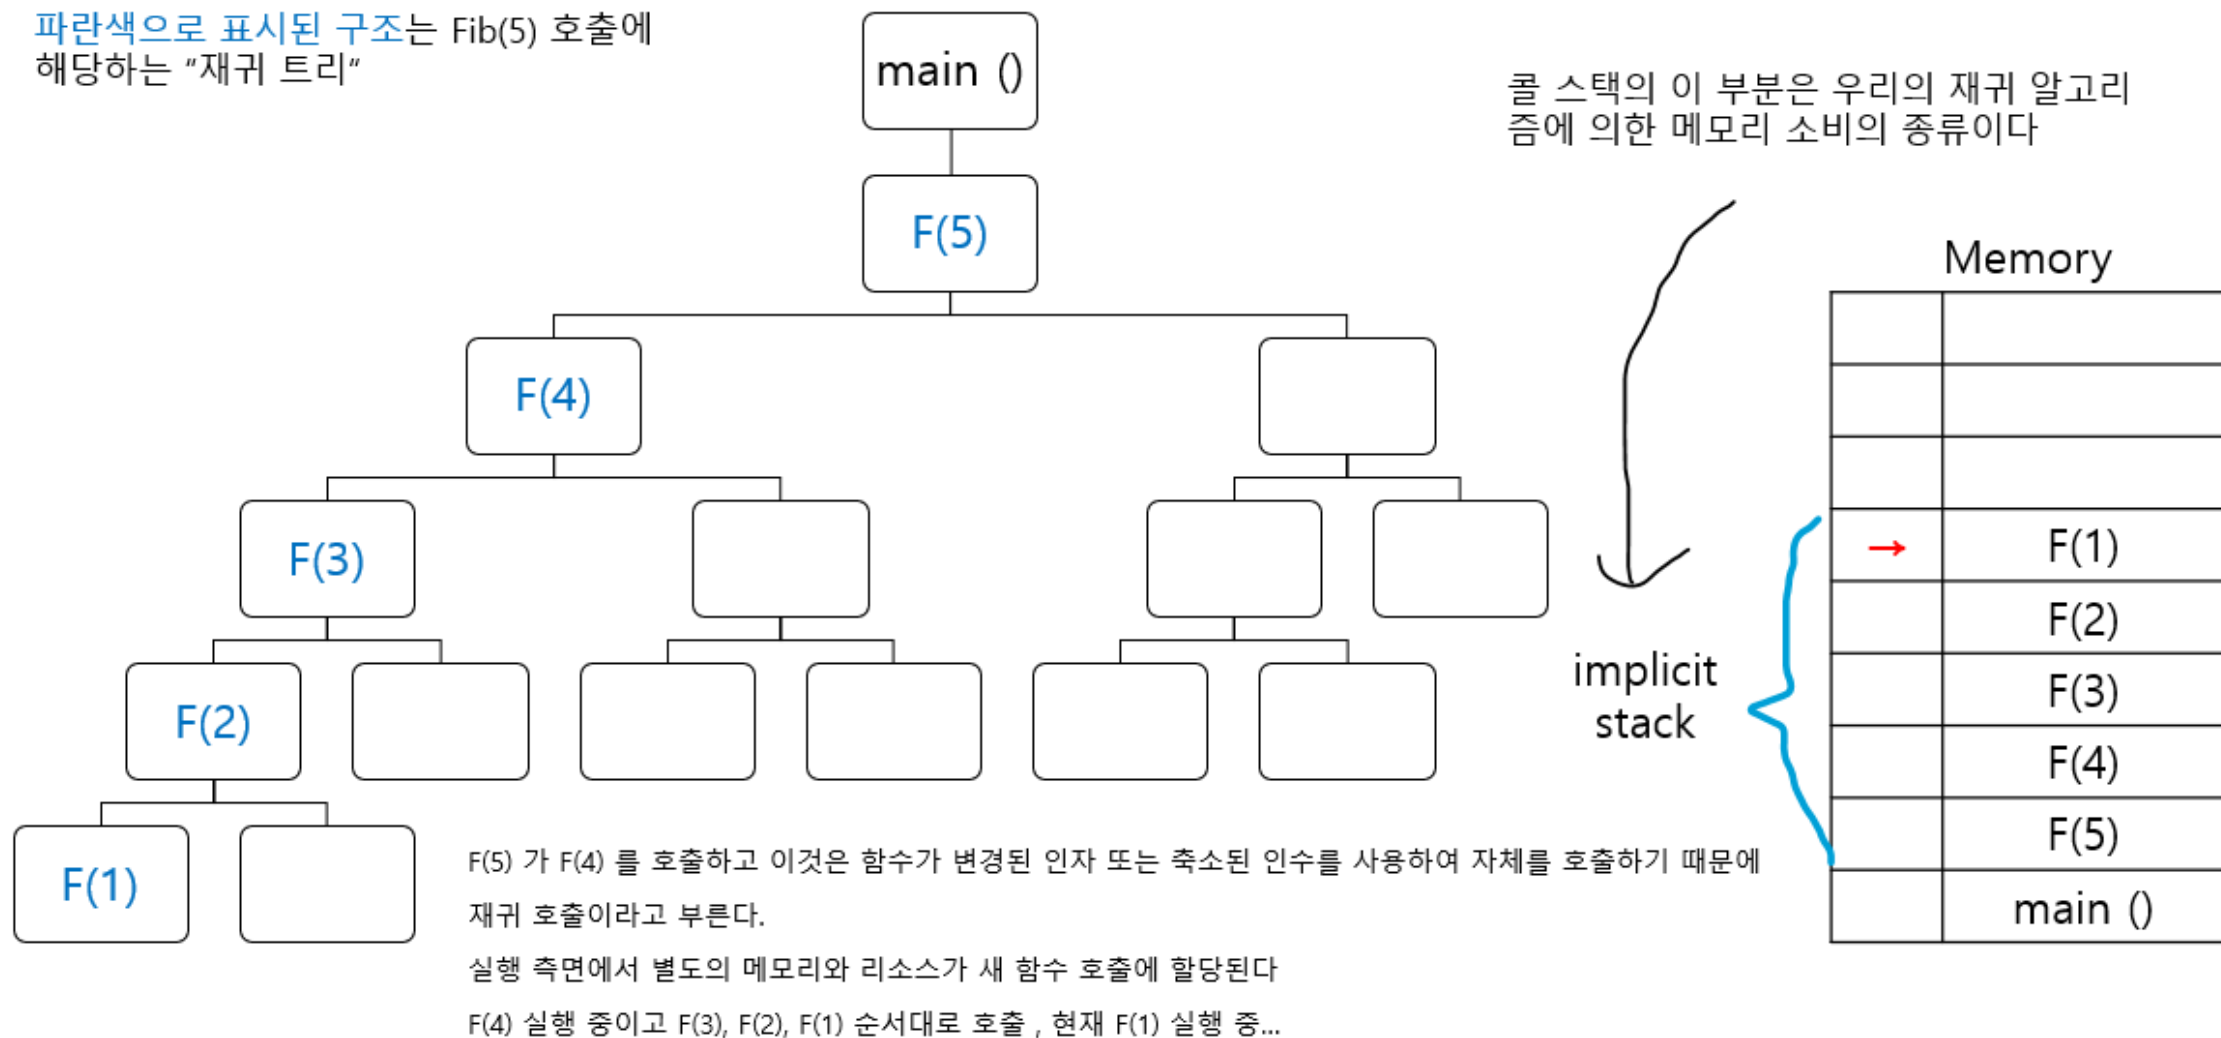 파란색으로 표시된 구조는 Fib(5) 호출에
해당하는 “재귀 트리”
main ()
콜 스택의 이 부분은 우리의 재귀 알고리
즘에 의한 메모리 소비의 종류이다
F(5)
Memory
F(4)
F(3)
→ F(1)
F(2)
implicit
stack
F(3)
F(2)
F(4)
F(5)
F(1)
main ()
F(5) 가 F(4) 를 호출하고 이것은 함수가 변경된 인자 또는 축소된 인수를 사용하여 자체를 호출하기 때문에
재귀 호출이라고 부른다.
실행 측면에서 별도의 메모리와 리소스가 새 함수 호출에 할당된다
F(4) 실행 중이고 F(3), F(2), F(1) 순서대로 호출 , 현재 F(1) 실행 중...